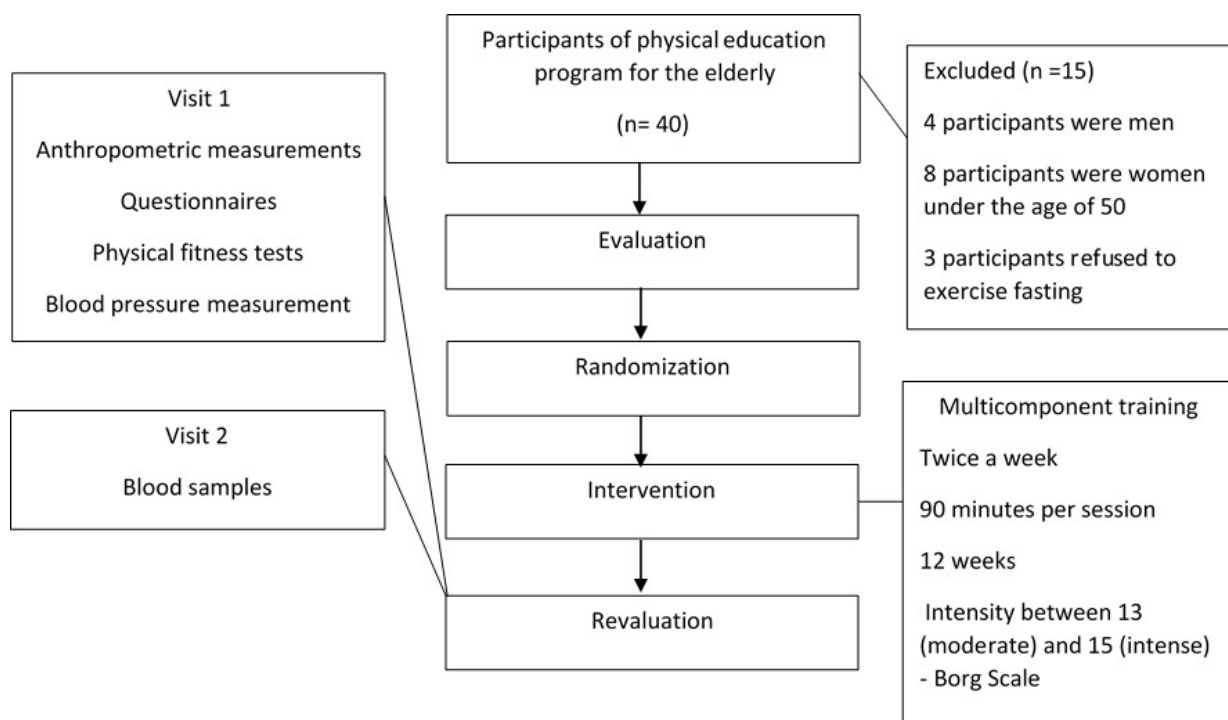 Participants of physical education
program for the elderly
(n= 40)
Visit 1
Anthropometric measurements
Questionnaires
Physical fitness tests
Blood pressure measurement
Excluded (n =15)
4 participants were men
8 participants were women
under the age of 50
3 participants refused to
exercise fasting
Evaluation
Randomization
Visit 2
Blood samples
Intervention
Multicomponent training
Twice a week
90 minutes per session
12 weeks
Intensity between 13
(moderate) and 15 (intense)
- Borg Scale
Revaluation